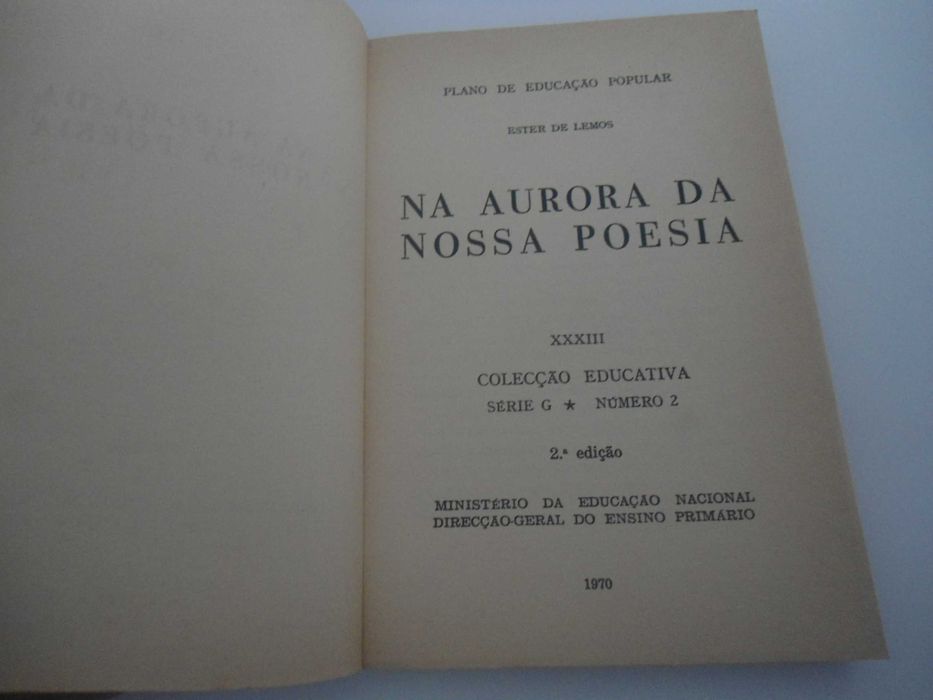 PLANO DE EDUCAÇÃO POPULAR
ESTER DE LEMOS
NA AURORA DA
NOSSA POESIA
XXXIII
COLECÇÃO EDUCATIVA
SÉRIE G ★ NÚMERO 2
2.ª edição
MINISTÉRIO DA EDUCAÇÃO NACIONAL
DIRECÇÃO-GERAL DO ENSINO PRIMÁRIO
1970